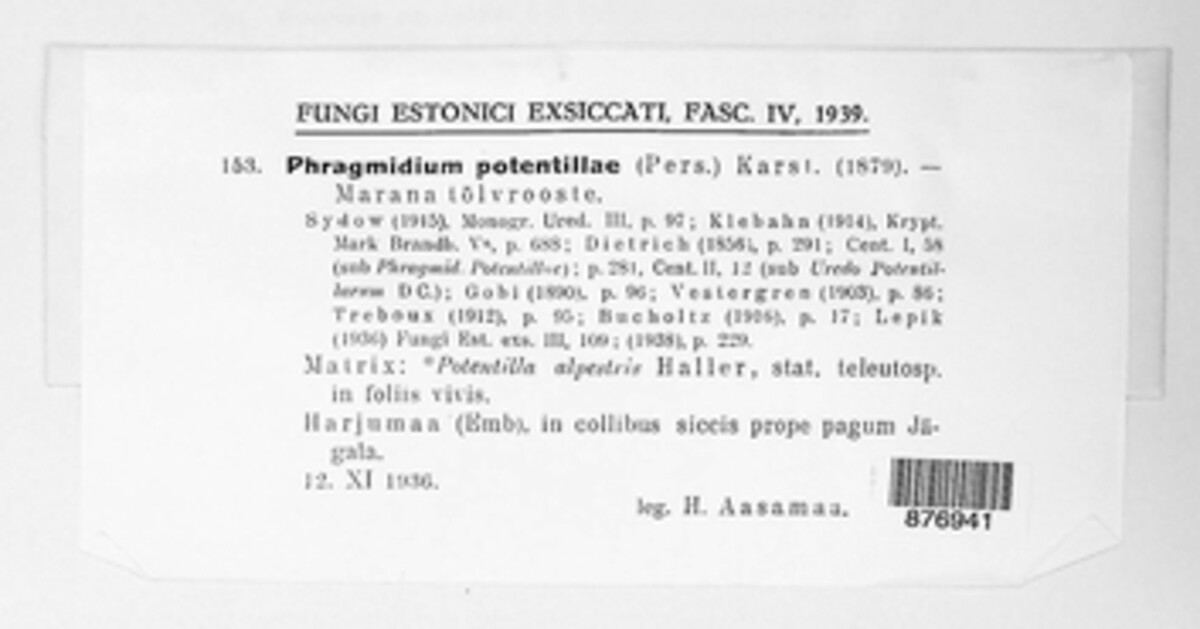 FUNGI ESTONICI EXSICCATI, FASC. IV, 1939.
153. Phragmidium potentillae (Pers.) Karst. (1879). —
Marana tõlvrooste.
Sydow (1915), Monogr. Ured. III, p. 97; Klebahn (1914), Krypt.
Mark Brandb. Va, p. 688; Dietrich (1856), p. 291; Cent. I, 58
(sub Phragmid. Potentillae); p. 281, Cent. II, 12 (sub Uredo Potentil-
larum DC.); Gobi (1890), p. 96; Vestergren (1903), p. 86;
Treboux (1912), p. 95; Bucholtz (1916), p. 17; Lepik
(1936) Fungi Est. exs. III, 109; (1938), p. 229.
Matrix: *Potentilla alpestris Haller, stat. teleutosp.
in foliis vivis.
Harjumaa (Emb), in collibus siccis prope pagum Jä-
gala.
12. XI 1936.
leg. H. Aasamaa.
876941